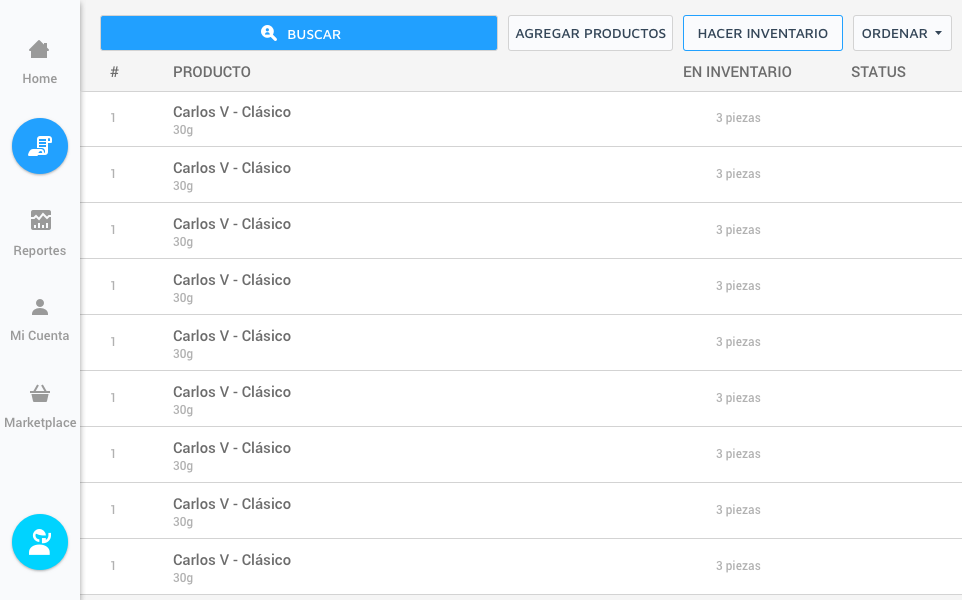 BUSCAR
AGREGAR PRODUCTOS
HACER INVENTARIO
ORDENAR
# PRODUCTO EN INVENTARIO STATUS
1 Carlos V - Clásico 3 piezas
30g
1 Carlos V - Clásico 3 piezas
30g
1 Carlos V - Clásico 3 piezas
30g
1 Carlos V - Clásico 3 piezas
30g
1 Carlos V - Clásico 3 piezas
30g
1 Carlos V - Clásico 3 piezas
30g
1 Carlos V - Clásico 3 piezas
30g
1 Carlos V - Clásico 3 piezas
30g
1 Carlos V - Clásico 3 piezas
30g
Home
Reportes
Mi Cuenta
Marketplace